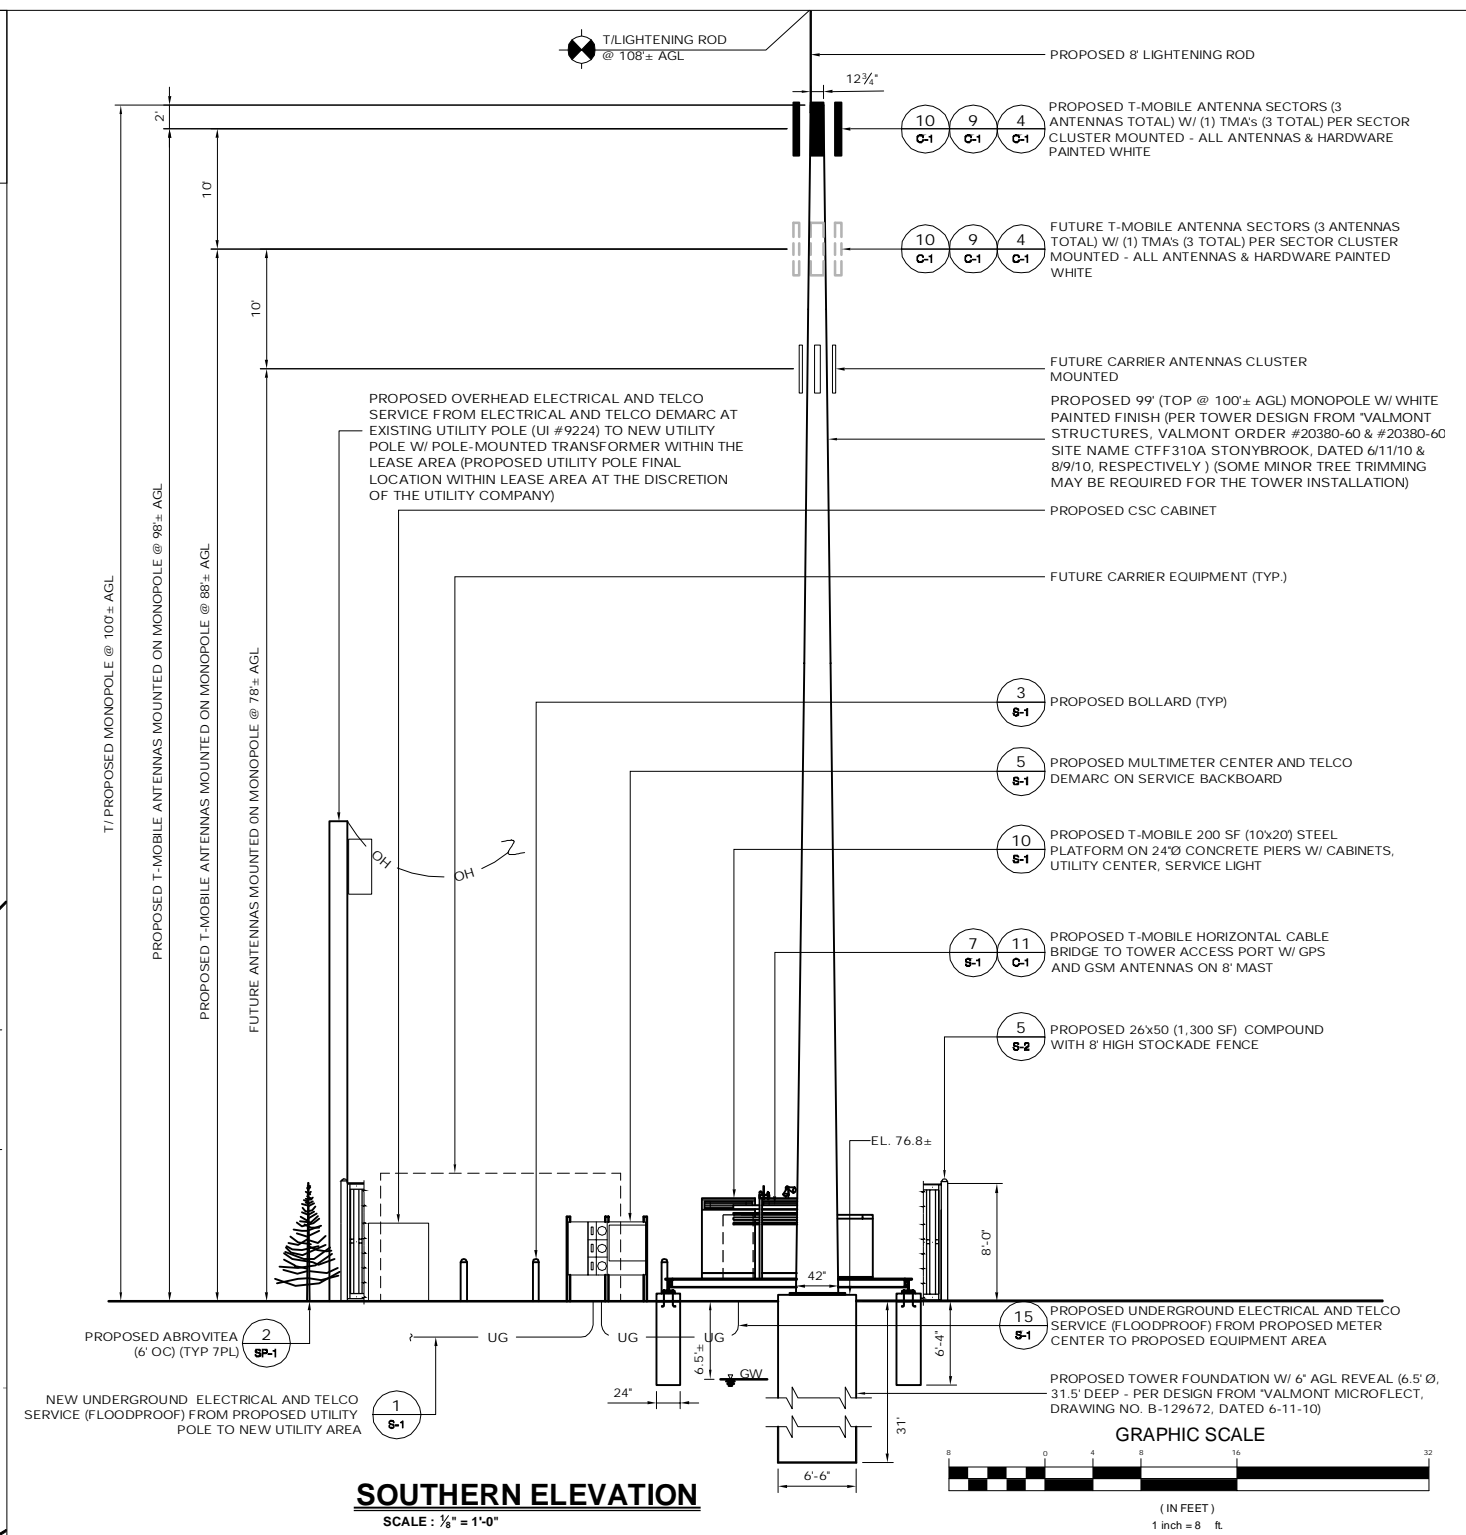 T/LIGHTENING ROD
@ 108'± AGL
PROPOSED 8' LIGHTENING ROD
12¾"
2'
10'
10'
10
C-1
9
C-1
4
C-1
PROPOSED T-MOBILE ANTENNA SECTORS (3
ANTENNAS TOTAL) W/ (1) TMA's (3 TOTAL) PER SECTOR
CLUSTER MOUNTED - ALL ANTENNAS & HARDWARE
PAINTED WHITE
10
C-1
9
C-1
4
C-1
FUTURE T-MOBILE ANTENNA SECTORS (3 ANTENNAS
TOTAL) W/ (1) TMA's (3 TOTAL) PER SECTOR CLUSTER
MOUNTED - ALL ANTENNAS & HARDWARE PAINTED
WHITE
FUTURE CARRIER ANTENNAS CLUSTER
MOUNTED
PROPOSED OVERHEAD ELECTRICAL AND TELCO
SERVICE FROM ELECTRICAL AND TELCO DEMARC AT
EXISTING UTILITY POLE (UI #9224) TO NEW UTILITY
POLE W/ POLE-MOUNTED TRANSFORMER WITHIN THE
LEASE AREA (PROPOSED UTILITY POLE FINAL
LOCATION WITHIN LEASE AREA AT THE DISCRETION
OF THE UTILITY COMPANY)
PROPOSED 99' (TOP @ 100'± AGL) MONOPOLE W/ WHITE
PAINTED FINISH (PER TOWER DESIGN FROM "VALMONT
STRUCTURES, VALMONT ORDER #20380-60 & #20380-60
SITE NAME CTFF310A STONYBROOK, DATED 6/11/10 &
8/9/10, RESPECTIVELY ) (SOME MINOR TREE TRIMMING
MAY BE REQUIRED FOR THE TOWER INSTALLATION)
PROPOSED CSC CABINET
FUTURE CARRIER EQUIPMENT (TYP.)
T/ PROPOSED MONOPOLE @ 100'± AGL
PROPOSED T-MOBILE ANTENNAS MOUNTED ON MONOPOLE @ 98'± AGL
PROPOSED T-MOBILE ANTENNAS MOUNTED ON MONOPOLE @ 88'± AGL
FUTURE ANTENNAS MOUNTED ON MONOPOLE @ 78'± AGL
3
S-1
PROPOSED BOLLARD (TYP)
5
S-1
PROPOSED MULTIMETER CENTER AND TELCO
DEMARC ON SERVICE BACKBOARD
10
S-1
PROPOSED T-MOBILE 200 SF (10'x20') STEEL
PLATFORM ON 24"Ø CONCRETE PIERS W/ CABINETS,
UTILITY CENTER, SERVICE LIGHT
OH
OH
7
S-1
11
C-1
PROPOSED T-MOBILE HORIZONTAL CABLE
BRIDGE TO TOWER ACCESS PORT W/ GPS
AND GSM ANTENNAS ON 8' MAST
5
S-2
PROPOSED 26'x50 (1,300 SF) COMPOUND
WITH 8' HIGH STOCKADE FENCE
EL. 76.8±
8'-0"
42"
PROPOSED ABROVITEA
(6' OC) (TYP 7PL)
2
SP-1
UG
UG
UG
6.5'±
GW
6'-4"
15
S-1
PROPOSED UNDERGROUND ELECTRICAL AND TELCO
SERVICE (FLOODPROOF) FROM PROPOSED METER
CENTER TO PROPOSED EQUIPMENT AREA
NEW UNDERGROUND ELECTRICAL AND TELCO
SERVICE (FLOODPROOF) FROM PROPOSED UTILITY
POLE TO NEW UTILITY AREA
1
S-1
24"
31'
6'-6"
PROPOSED TOWER FOUNDATION W/ 6" AGL REVEAL (6.5' Ø,
31.5' DEEP - PER DESIGN FROM "VALMONT MICROFLECT,
DRAWING NO. B-129672, DATED 6-11-10)
GRAPHIC SCALE
8 0 4 8 16 32
( IN FEET )
1 inch = 8 ft.
SOUTHERN ELEVATION
SCALE : ⅛" = 1'-0"